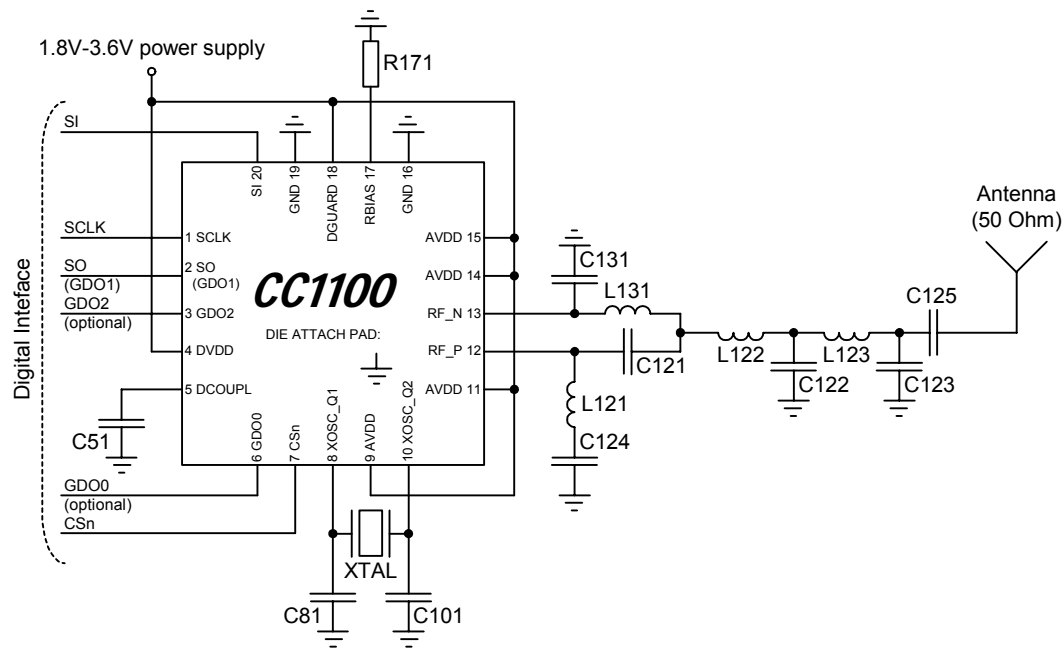 1.8V-3.6V power supply
R171
SI
SI 20
GND 19
DGUARD 18
RBIAS 17
GND 16
Antenna
(50 Ohm)
Digital Inteface
SCLK
1 SCLK
AVDD 15
SO
(GDO1)
2 SO
(GDO1)
CC1100
AVDD 14
C131
L131
C125
GDO2
(optional)
3 GDO2
DIE ATTACH PAD:
RF_N 13
4 DVDD
RF_P 12
C121
L122
C122
L123
C123
5 DCOUPL
AVDD 11
L121
C124
C51
6 GDO0
7 CSn
8 XOSC_Q1
9 AVDD
10 XOSC_Q2
GDO0
(optional)
CSn
XTAL
C81
C101